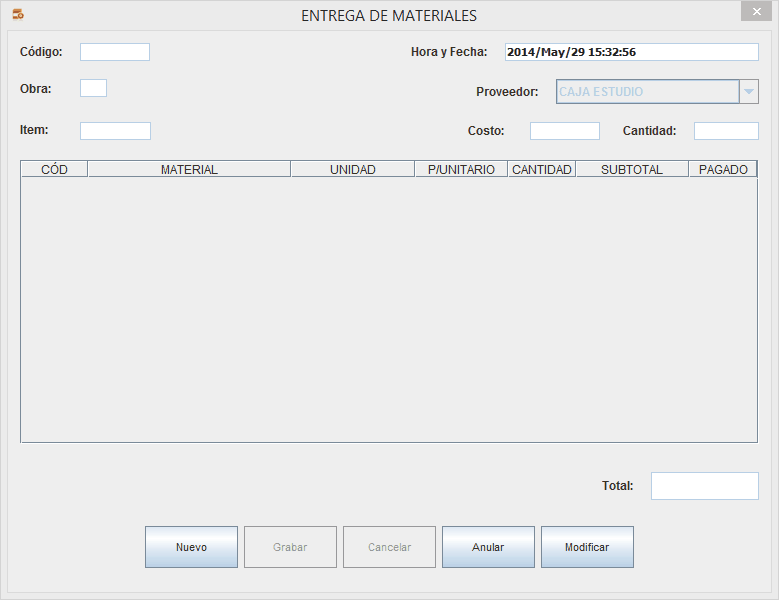 ENTREGA DE MATERIALES
Código: Hora y Fecha: 2014/May/29 15:32:56
Obra: Proveedor: CAJA ESTUDIO
Item: Costo: Cantidad:
CÓD MATERIAL UNIDAD P/UNITARIO CANTIDAD SUBTOTAL PAGADO
Total:
Nuevo Grabar Cancelar Anular Modificar